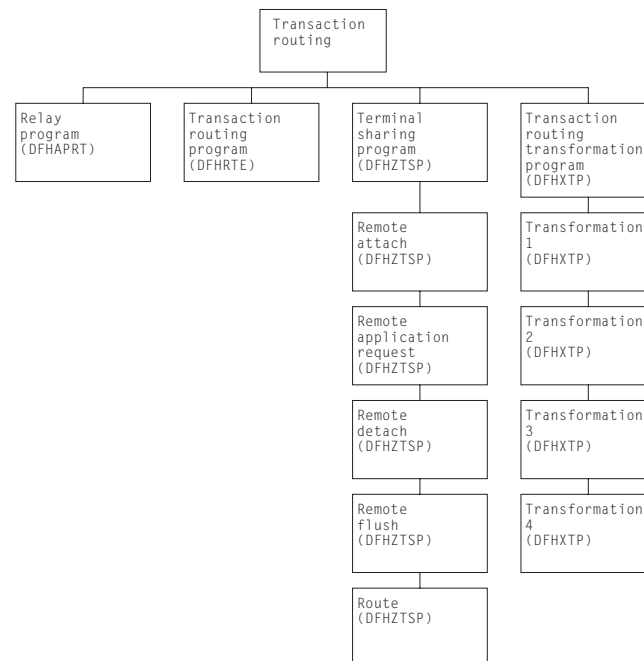 Transaction
routing
Relay
program
(DFHAPRT)
Transaction
routing
program
(DFHRTE)
Terminal
sharing
program
(DFHZTSP)
Transaction
routing
transformation
program
(DFHXTP)
Remote
attach
(DFHZTSP)
Transformation
1
(DFHXTP)
Remote
application
request
(DFHZTSP)
Transformation
2
(DFHXTP)
Remote
detach
(DFHZTSP)
Transformation
3
(DFHXTP)
Remote
flush
(DFHZTSP)
Transformation
4
(DFHXTP)
Route
(DFHZTSP)